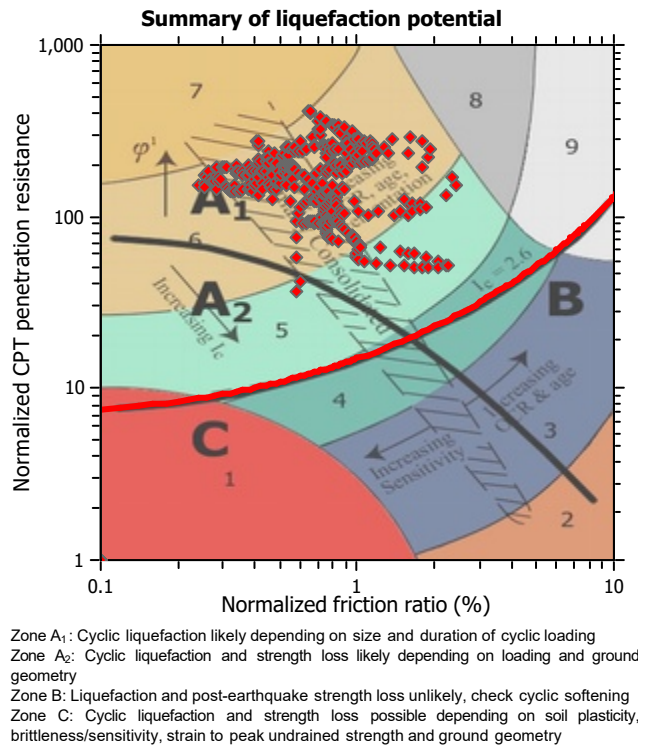 Summary of liquefaction potential
Normalized CPT penetration resistance
1,000
100
10
1
0.1
1
10
Normalized friction ratio (%)
7
8
9
φ'
A1
6
Consolidated
A2
Increasing Ic
5
Ic = 2.6
B
4
Increasing
OCR & age
3
Increasing
Sensitivity
C
1
2
Zone A1: Cyclic liquefaction likely depending on size and duration of cyclic loading
Zone A2: Cyclic liquefaction and strength loss likely depending on loading and ground
geometry
Zone B: Liquefaction and post-earthquake strength loss unlikely, check cyclic softening
Zone C: Cyclic liquefaction and strength loss possible depending on soil plasticity,
brittleness/sensitivity, strain to peak undrained strength and ground geometry